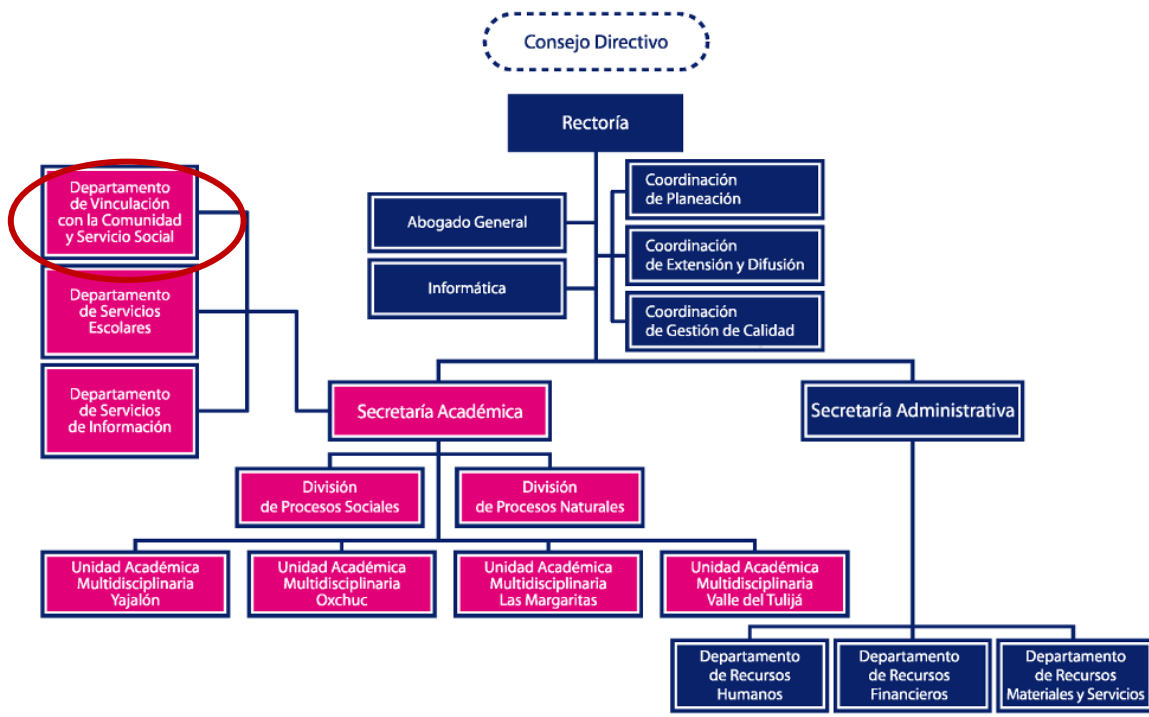 Consejo Directivo
Rectoría
Departamento
de Vinculación
con la Comunidad
y Servicio Social
Departamento
de Servicios
Escolares
Departamento
de Servicios
de Información
Abogado General
Informática
Coordinación
de Planeación
Coordinación
de Extensión y Difusión
Coordinación
de Gestión de Calidad
Secretaría Académica
Secretaría Administrativa
División
de Procesos Sociales
División
de Procesos Naturales
Unidad Académica
Multidisciplinaria
Yajalón
Unidad Académica
Multidisciplinaria
Oxchuc
Unidad Académica
Multidisciplinaria
Las Margaritas
Unidad Académica
Multidisciplinaria
Valle del Tulijá
Departamento
de Recursos
Humanos
Departamento
de Recursos
Financieros
Departamento
de Recursos
Materiales y Servicios